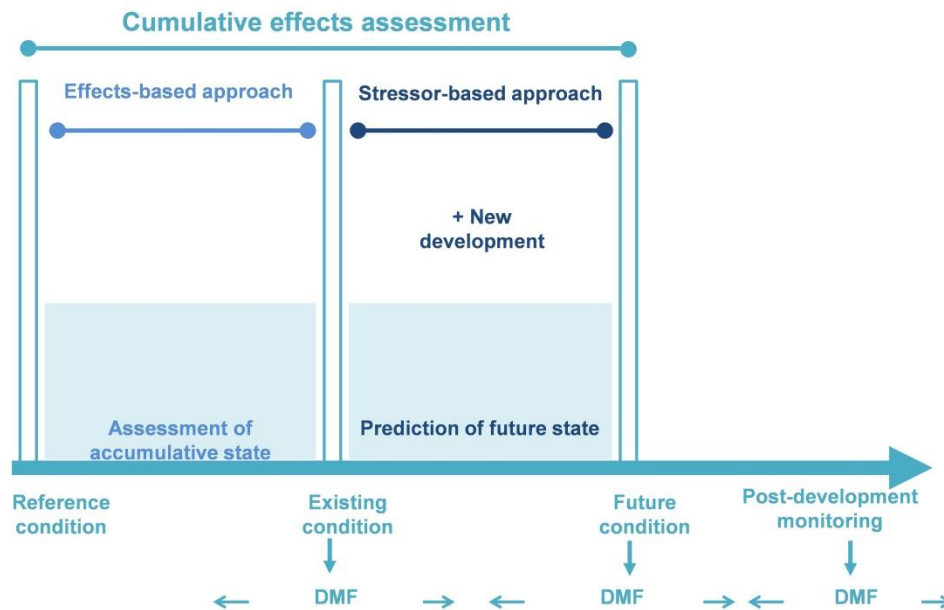 Cumulative effects assessment
Effects-based approach
Stressor-based approach
+ New
development
Assessment of
accumulative state
Prediction of future state
Reference
condition
Existing
condition
Future
condition
Post-development
monitoring
DMF
DMF
DMF